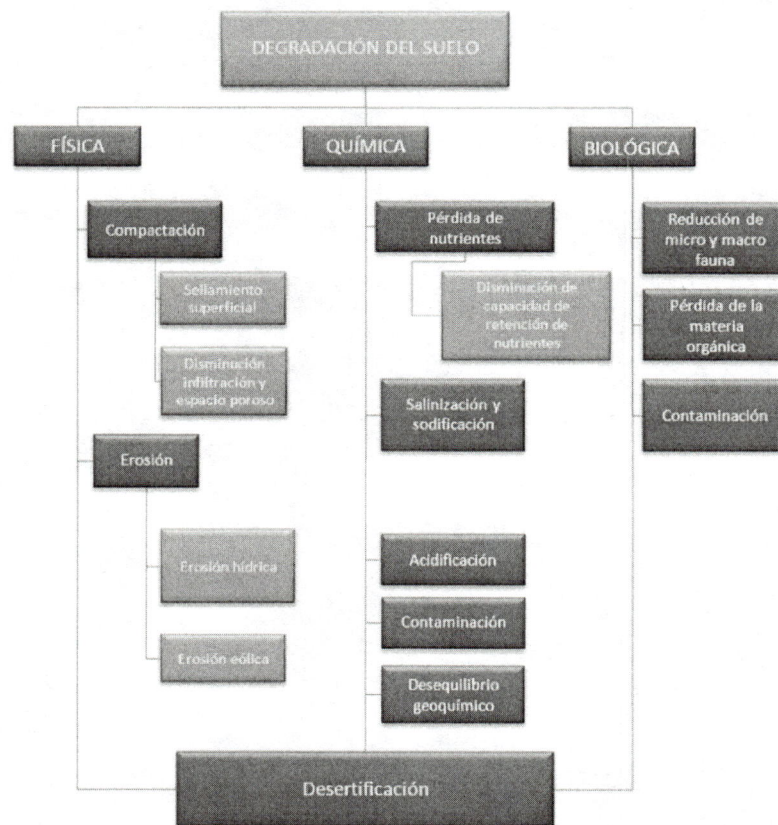 DEGRADACIÓN DEL SUELO
FÍSICA
Compactación
Sellamiento
superficial
Disminución
infiltración y
espacio poroso
Erosión
Erosión hídrica
Erosión eólica
QUÍMICA
Pérdida de
nutrientes
Disminución de
capacidad de
retención de
nutrientes
Salinización y
sodificación
Acidificación
Contaminación
Desequilibrio
geoquímico
BIOLÓGICA
Reducción de
micro y macro
fauna
Pérdida de la
materia
orgánica
Contaminación
Desertificación